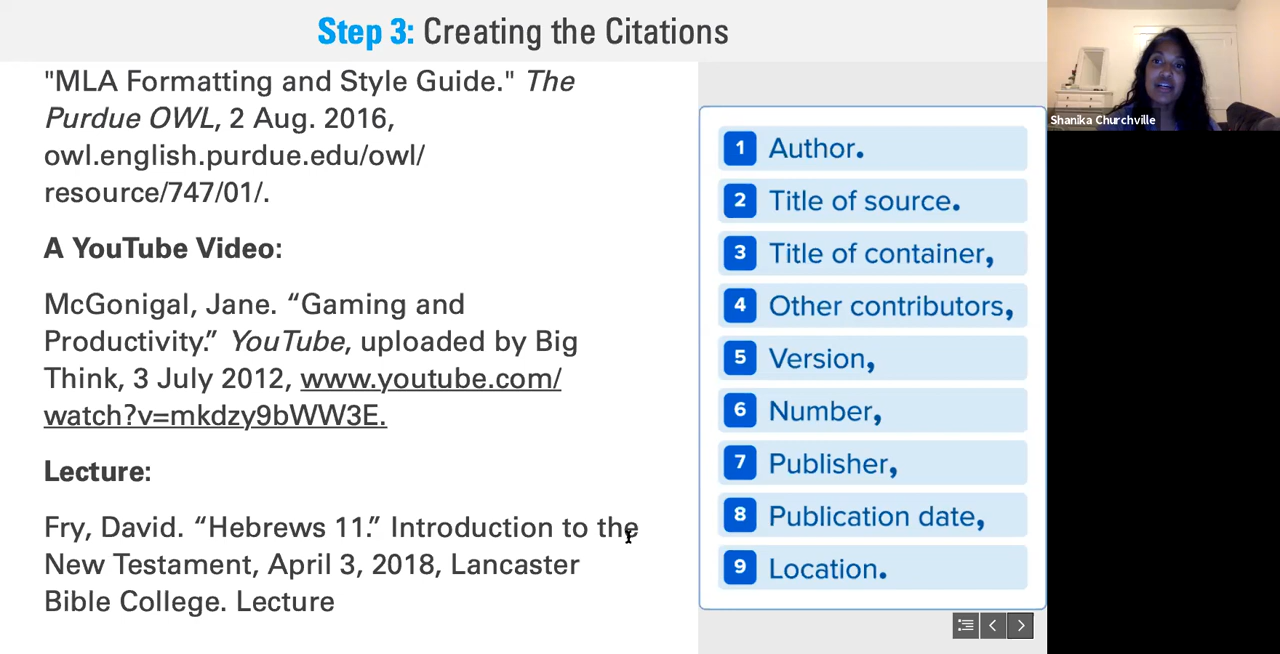 Step 3: Creating the Citations
"MLA Formatting and Style Guide." The
Purdue OWL, 2 Aug. 2016,
owl.english.purdue.edu/owl/
resource/747/01/.
A YouTube Video:
McGonigal, Jane. “Gaming and
Productivity.” YouTube, uploaded by Big
Think, 3 July 2012, www.youtube.com/
watch?v=mkdzy9bWW3E.
Lecture:
Fry, David. “Hebrews 11.” Introduction to the
New Testament, April 3, 2018, Lancaster
Bible College. Lecture
1 Author.
2 Title of source.
3 Title of container,
4 Other contributors,
5 Version,
6 Number,
7 Publisher,
8 Publication date,
9 Location.
Shanika Churchville